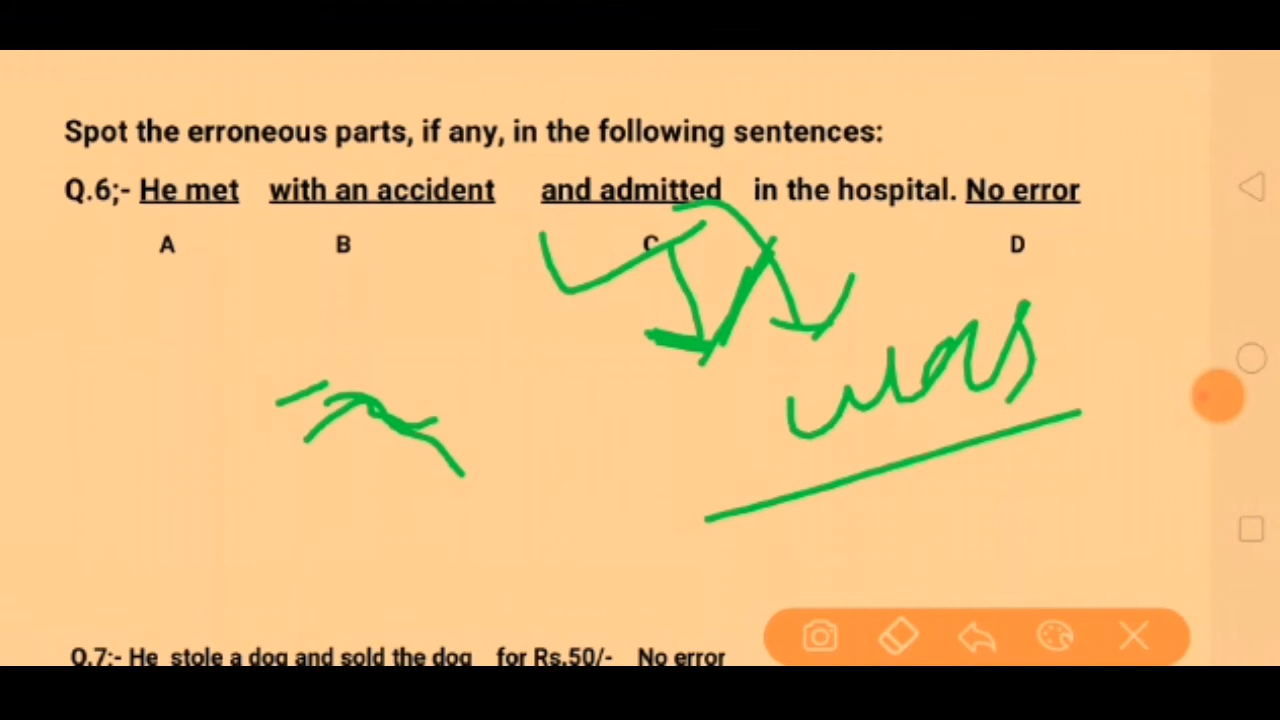 Spot the erroneous parts, if any, in the following sentences:
Q.6;- He met with an accident and admitted in the hospital. No error
A B C D
was
Q.7:- He stole a dog and sold the dog for Rs.50/- No error